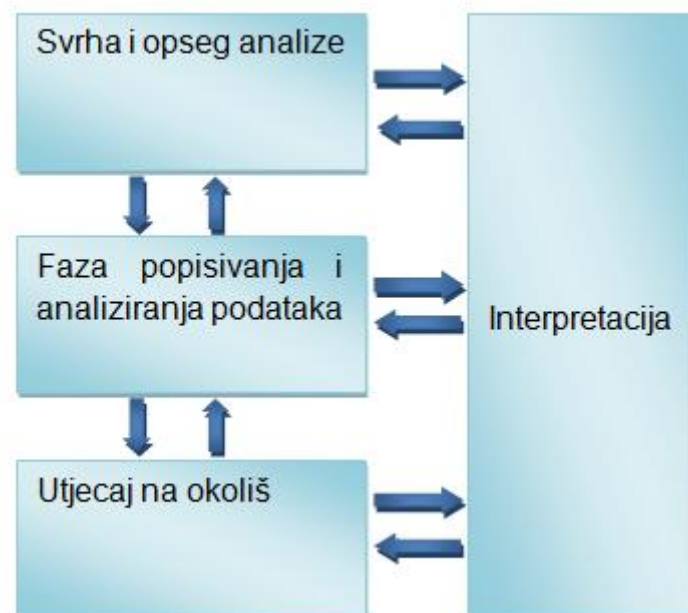 Svrha i opseg analize
Faza popisivanja i
analiziranja podataka
Interpretacija
Utjecaj na okoliš